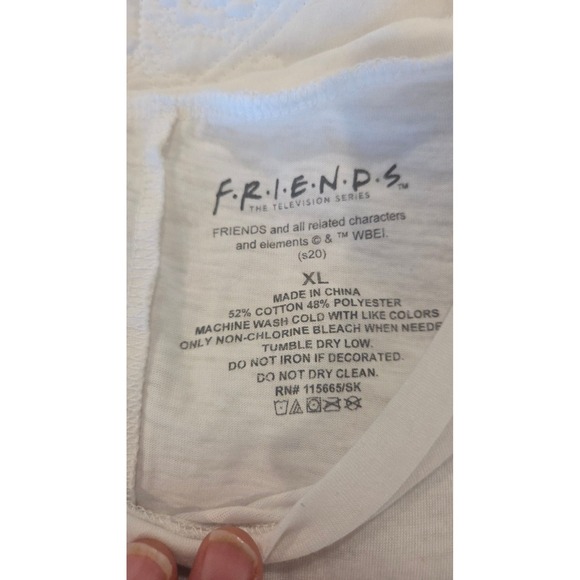 F·R·I·E·N·D·S™
THE TELEVISION SERIES
FRIENDS and all related characters
and elements © & ™ WBEI.
(s20)
XL
MADE IN CHINA
52% COTTON 48% POLYESTER
MACHINE WASH COLD WITH LIKE COLORS
ONLY NON-CHLORINE BLEACH WHEN NEEDE
TUMBLE DRY LOW.
DO NOT IRON IF DECORATED.
DO NOT DRY CLEAN.
RN# 115665/SK